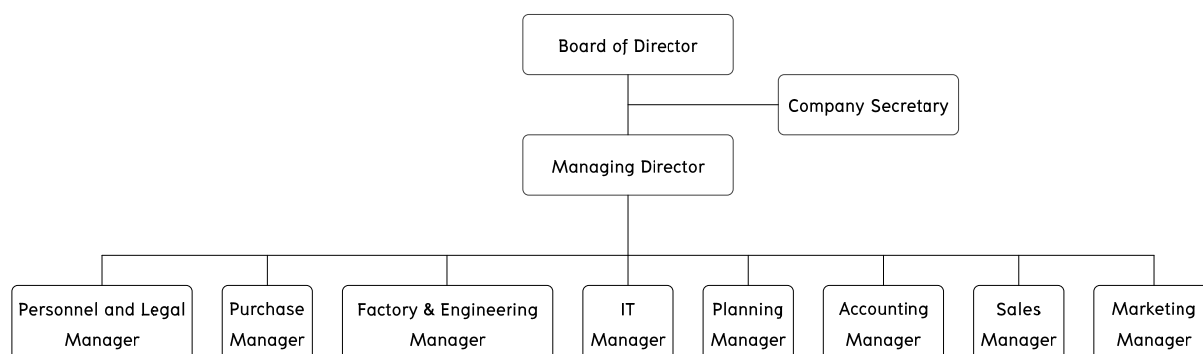 Board of Director
Company Secretary
Managing Director
Personnel and Legal
Manager
Purchase
Manager
Factory & Engineering
Manager
IT
Manager
Planning
Manager
Accounting
Manager
Sales
Manager
Marketing
Manager